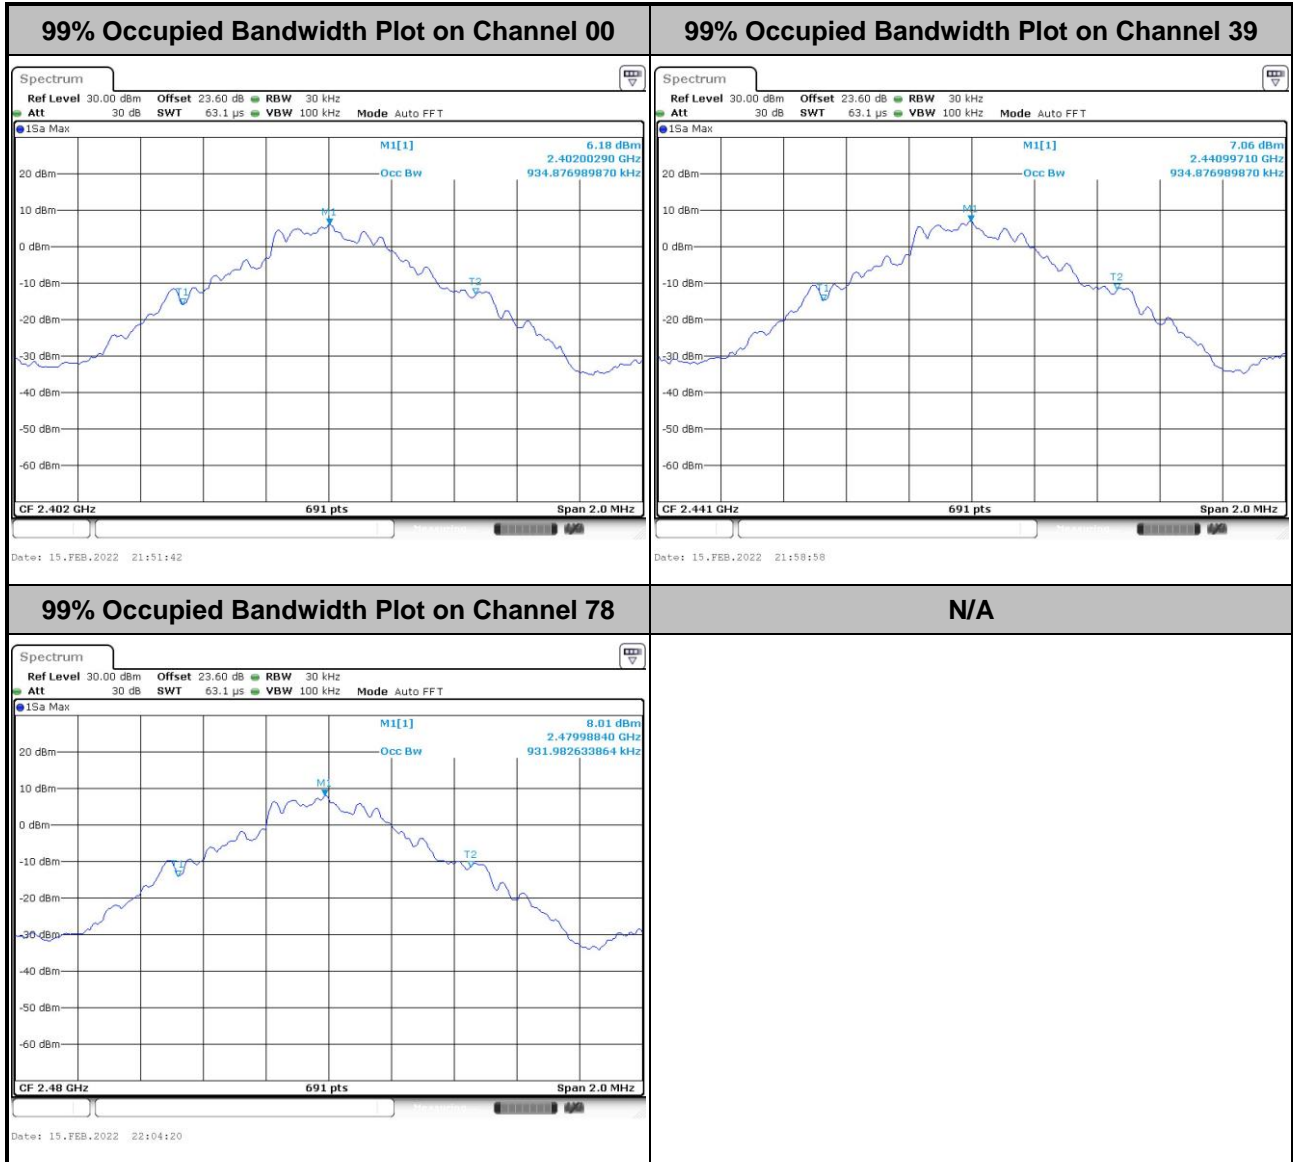 99% Occupied Bandwidth Plot on Channel 00
99% Occupied Bandwidth Plot on Channel 39
Spectrum
Ref Level 30.00 dBm Offset 23.60 dB RBW 30 kHz
Att 30 dB SWT 63.1 µs VBW 100 kHz Mode Auto FFT
1Sa Max
M1[1] 6.18 dBm
2.40200290 GHz
Occ Bw 934.876989870 kHz
20 dBm
10 dBm
M1
0 dBm
-10 dBm
T1
T2
-20 dBm
-30 dBm
-40 dBm
-50 dBm
-60 dBm
CF 2.402 GHz 691 pts Span 2.0 MHz
Measuring
Date: 15.FEB.2022 21:51:42
Spectrum
Ref Level 30.00 dBm Offset 23.60 dB RBW 30 kHz
Att 30 dB SWT 63.1 µs VBW 100 kHz Mode Auto FFT
1Sa Max
M1[1] 7.06 dBm
2.44099710 GHz
Occ Bw 934.876989870 kHz
20 dBm
10 dBm
M1
0 dBm
-10 dBm
T1
T2
-20 dBm
-30 dBm
-40 dBm
-50 dBm
-60 dBm
CF 2.441 GHz 691 pts Span 2.0 MHz
Measuring
Date: 15.FEB.2022 21:58:58
99% Occupied Bandwidth Plot on Channel 78
N/A
Spectrum
Ref Level 30.00 dBm Offset 23.60 dB RBW 30 kHz
Att 30 dB SWT 63.1 µs VBW 100 kHz Mode Auto FFT
1Sa Max
M1[1] 8.01 dBm
2.47998840 GHz
Occ Bw 931.982633864 kHz
20 dBm
10 dBm
M1
0 dBm
-10 dBm
T1
T2
-20 dBm
-30 dBm
-40 dBm
-50 dBm
-60 dBm
CF 2.48 GHz 691 pts Span 2.0 MHz
Measuring
Date: 15.FEB.2022 22:04:20